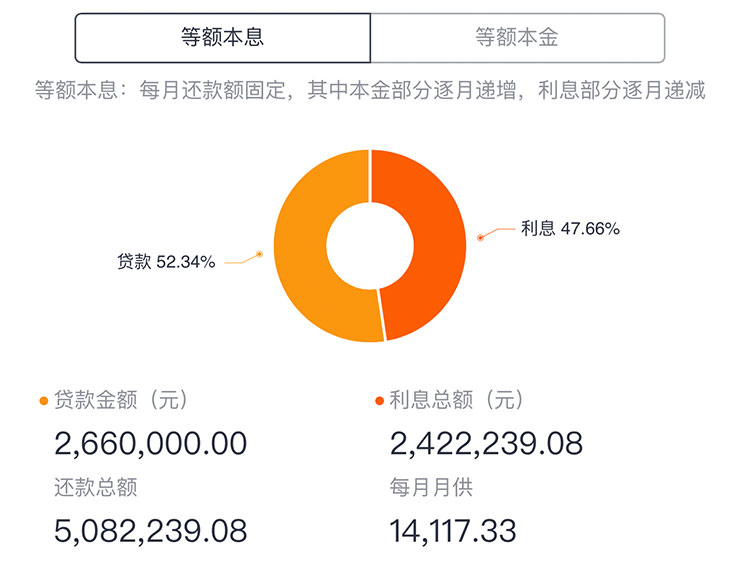 等额本息
等额本金
等额本息：每月还款额固定，其中本金部分逐月递增，利息部分逐月递减
利息 47.66%
贷款 52.34%
贷款金额（元）
利息总额（元）
2,660,000.00
2,422,239.08
还款总额
每月月供
5,082,239.08
14,117.33